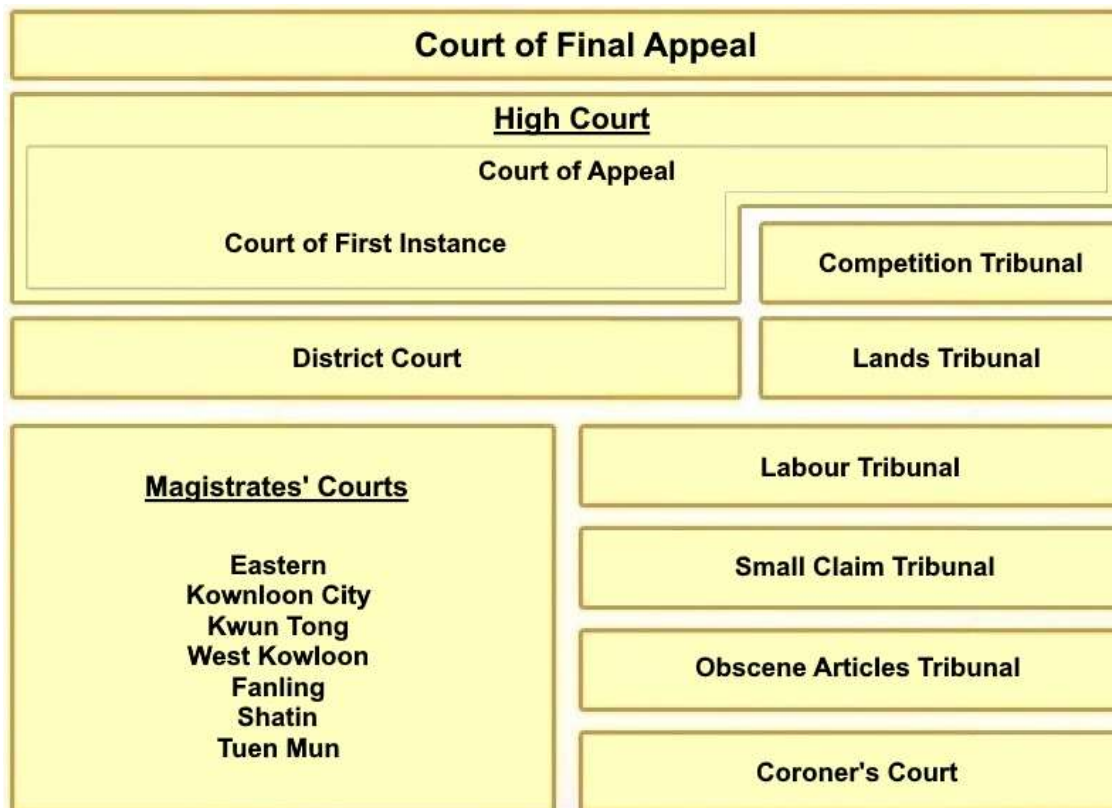 Court of Final Appeal
High Court
Court of Appeal
Court of First Instance
Competition Tribunal
District Court
Lands Tribunal
Magistrates' Courts
Eastern
Kownloon City
Kwun Tong
West Kowloon
Fanling
Shatin
Tuen Mun
Labour Tribunal
Small Claim Tribunal
Obscene Articles Tribunal
Coroner's Court